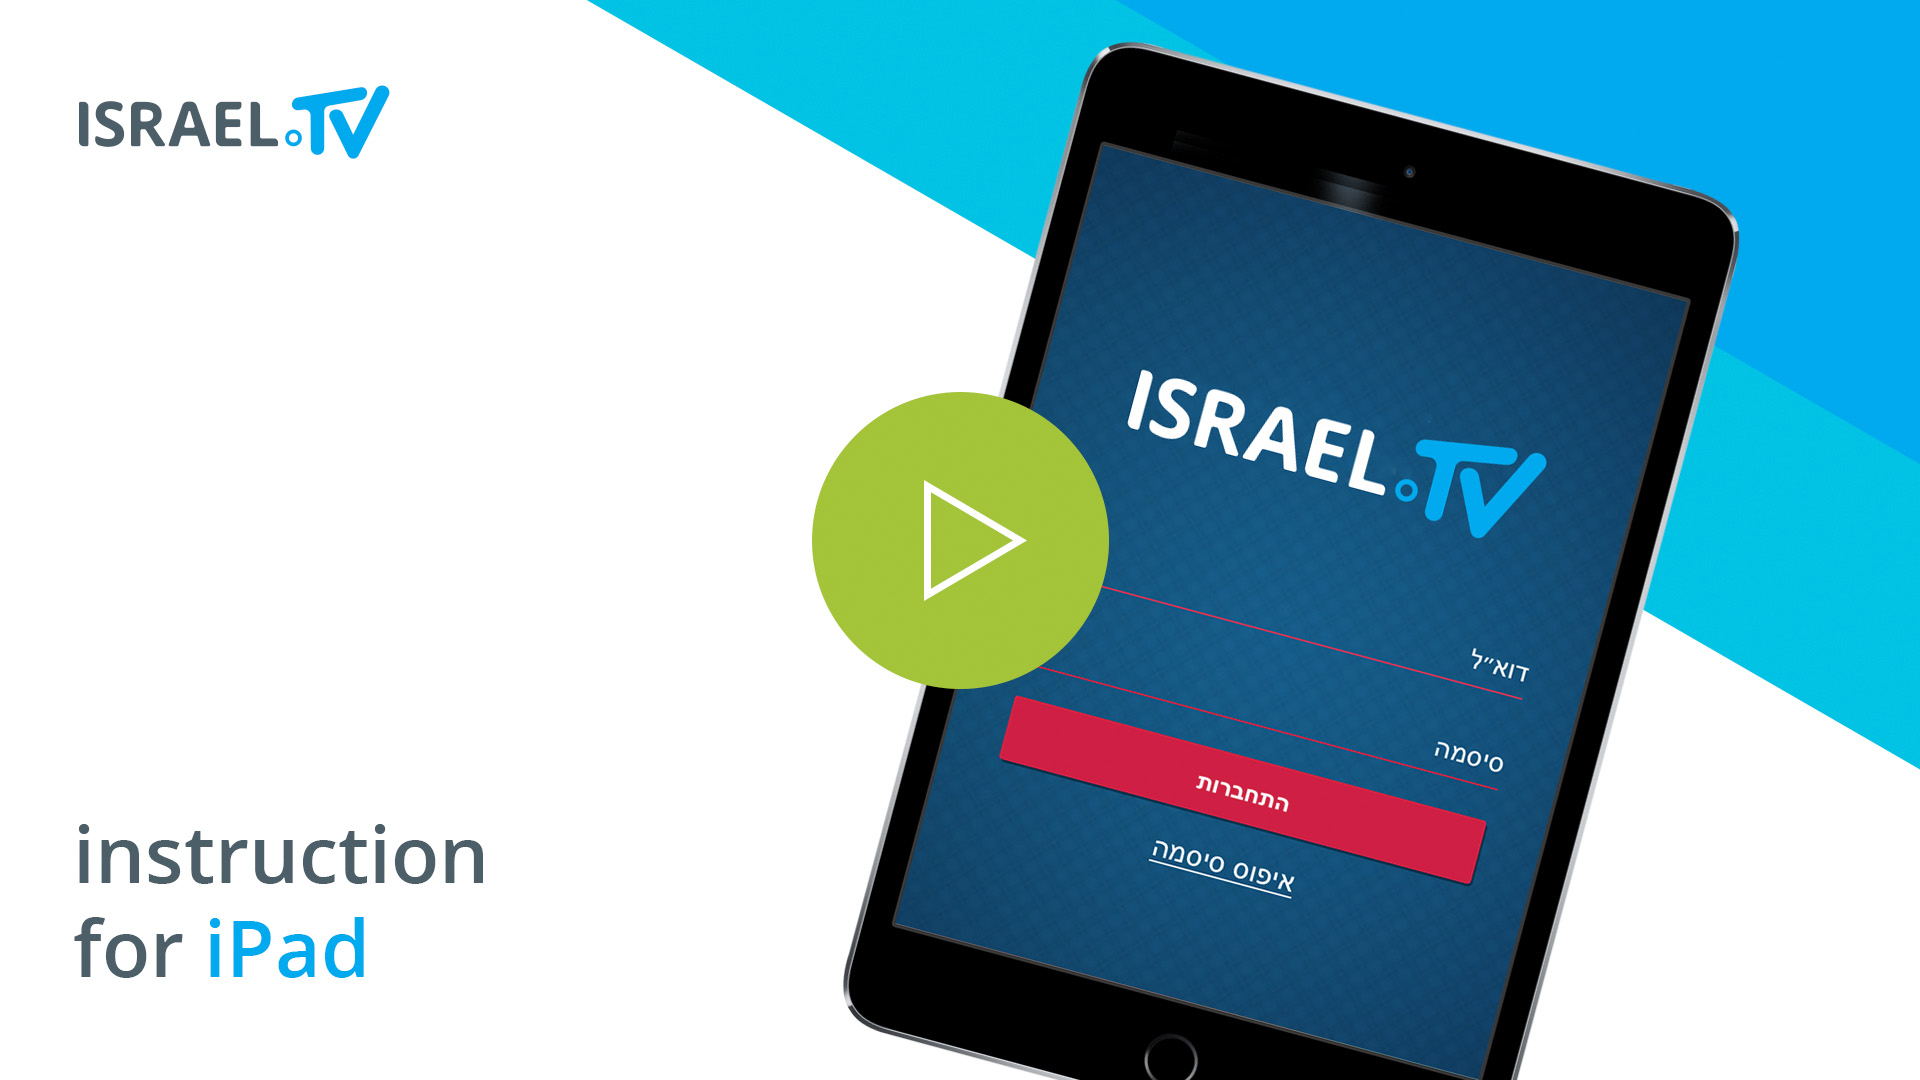 ISRAEL.TV
ISRAEL.TV
דוא״ל
סיסמה
התחברות
איפוס סיסמה
instruction
for iPad